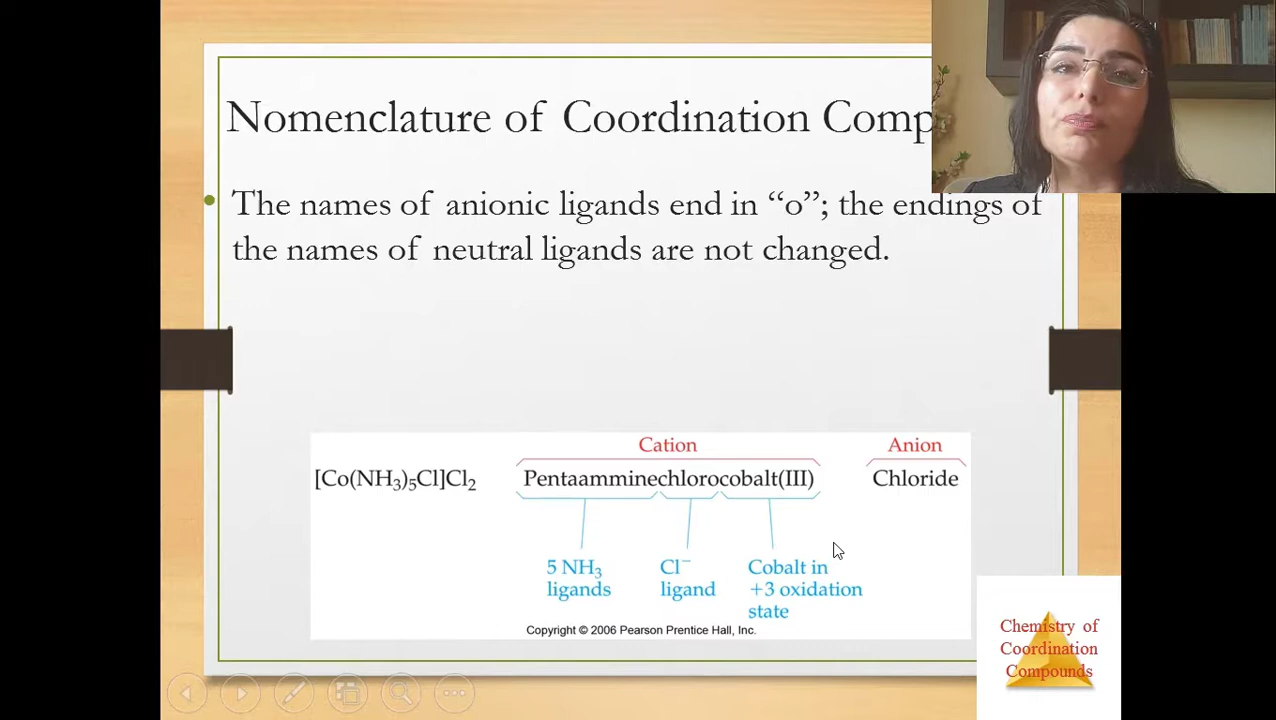 Nomenclature of Coordination Comp
• The names of anionic ligands end in “o”; the endings of
the names of neutral ligands are not changed.
Cation
Anion
[Co(NH₃)₅Cl]Cl₂
Pentaamminechlorocobalt(III)
Chloride
5 NH₃
ligands
Cl⁻
ligand
Cobalt in
+3 oxidation
state
Copyright © 2006 Pearson Prentice Hall, Inc.
Chemistry of
Coordination
Compounds